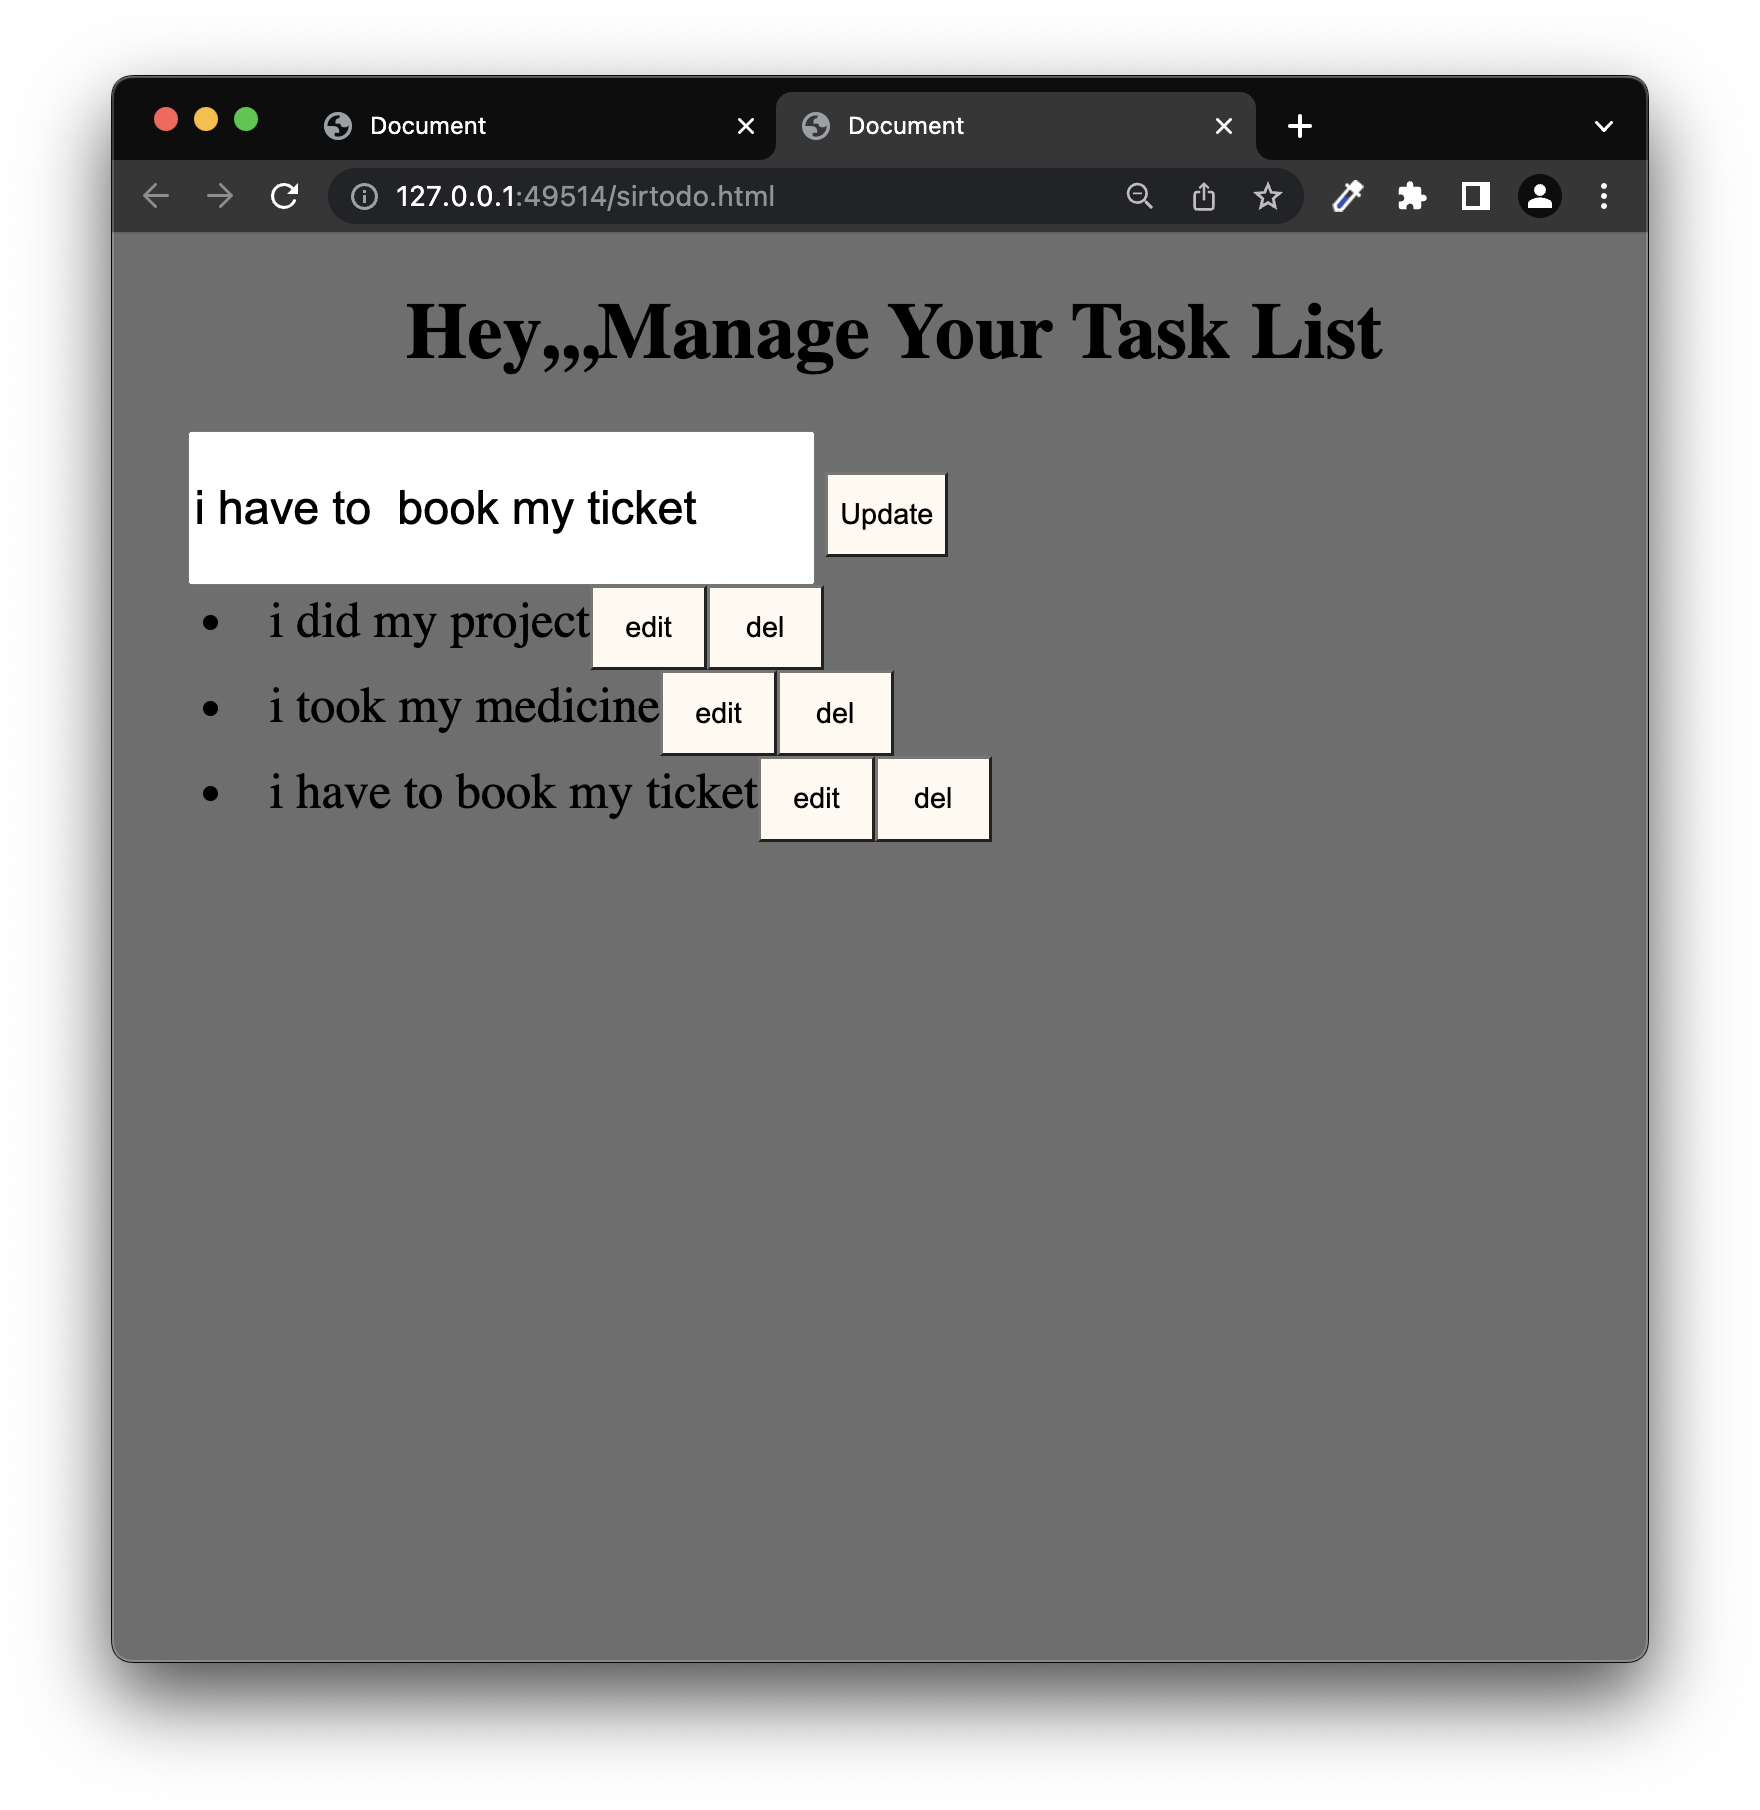 Document Document
127.0.0.1:49514/sirtodo.html
Hey,,,Manage Your Task List
i have to  book my ticket Update
i did my project edit del
i took my medicine edit del
i have to book my ticket edit del